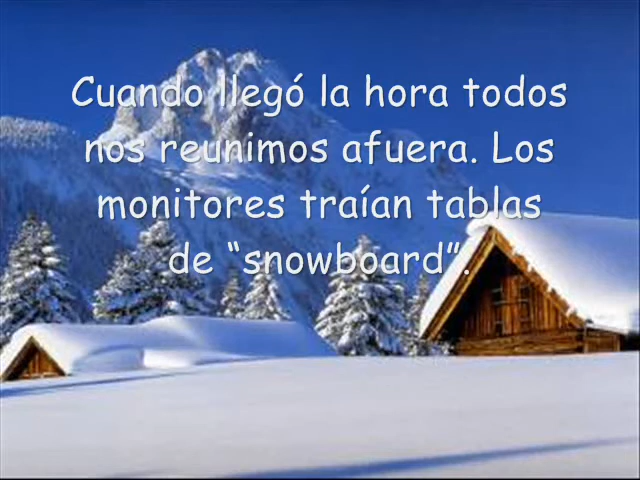 Cuando llegó la hora todos
nos reunimos afuera. Los
monitores traían tablas
de “snowboard”.